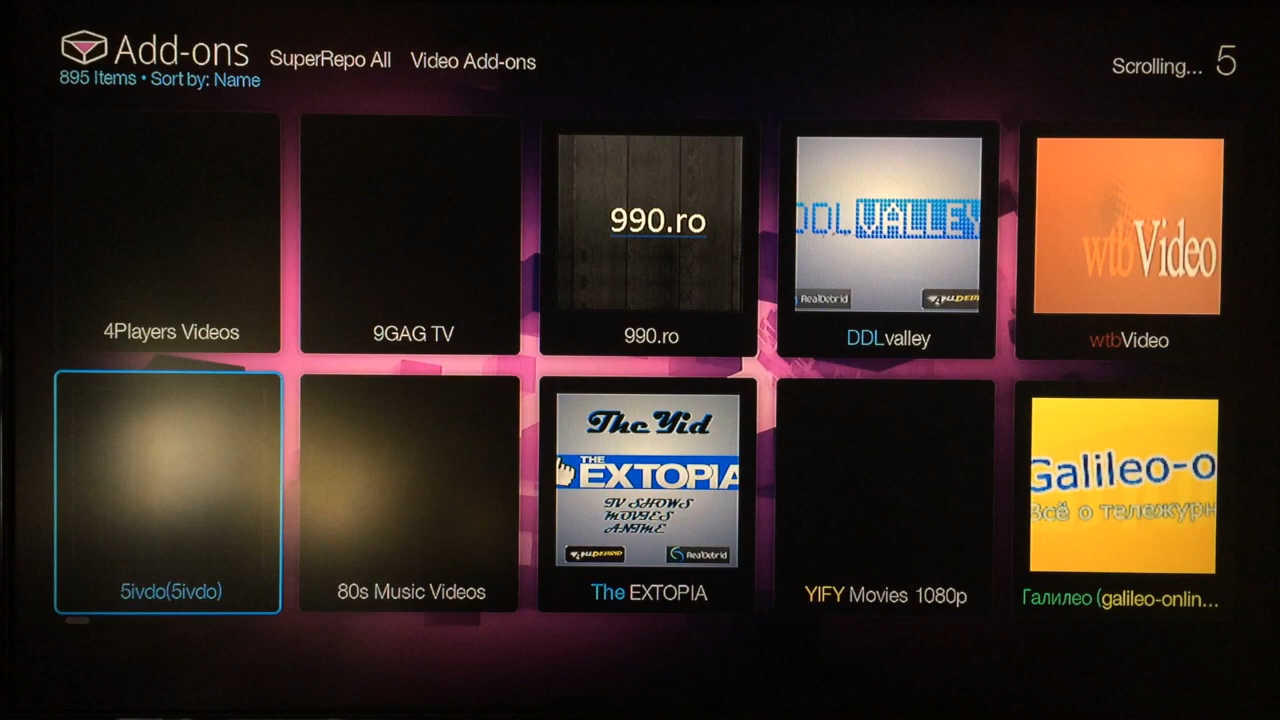 Add-ons SuperRepo All Video Add-ons
895 Items • Sort by: Name
Scrolling... 5
990.ro
DDLVALLEY
RealDebrid
wtbVideo
4Players Videos
9GAG TV
990.ro
DDLvalley
wtbVideo
The Yid
THE
EXTOPIA
TV SHOWS
MOVIES
ANIME
ALLDEBRID
RealDebrid
Galileo-o
Всё о тележурн
5ivdo(5ivdo)
80s Music Videos
The EXTOPIA
YIFY Movies 1080p
Галилео (galileo-onlin...